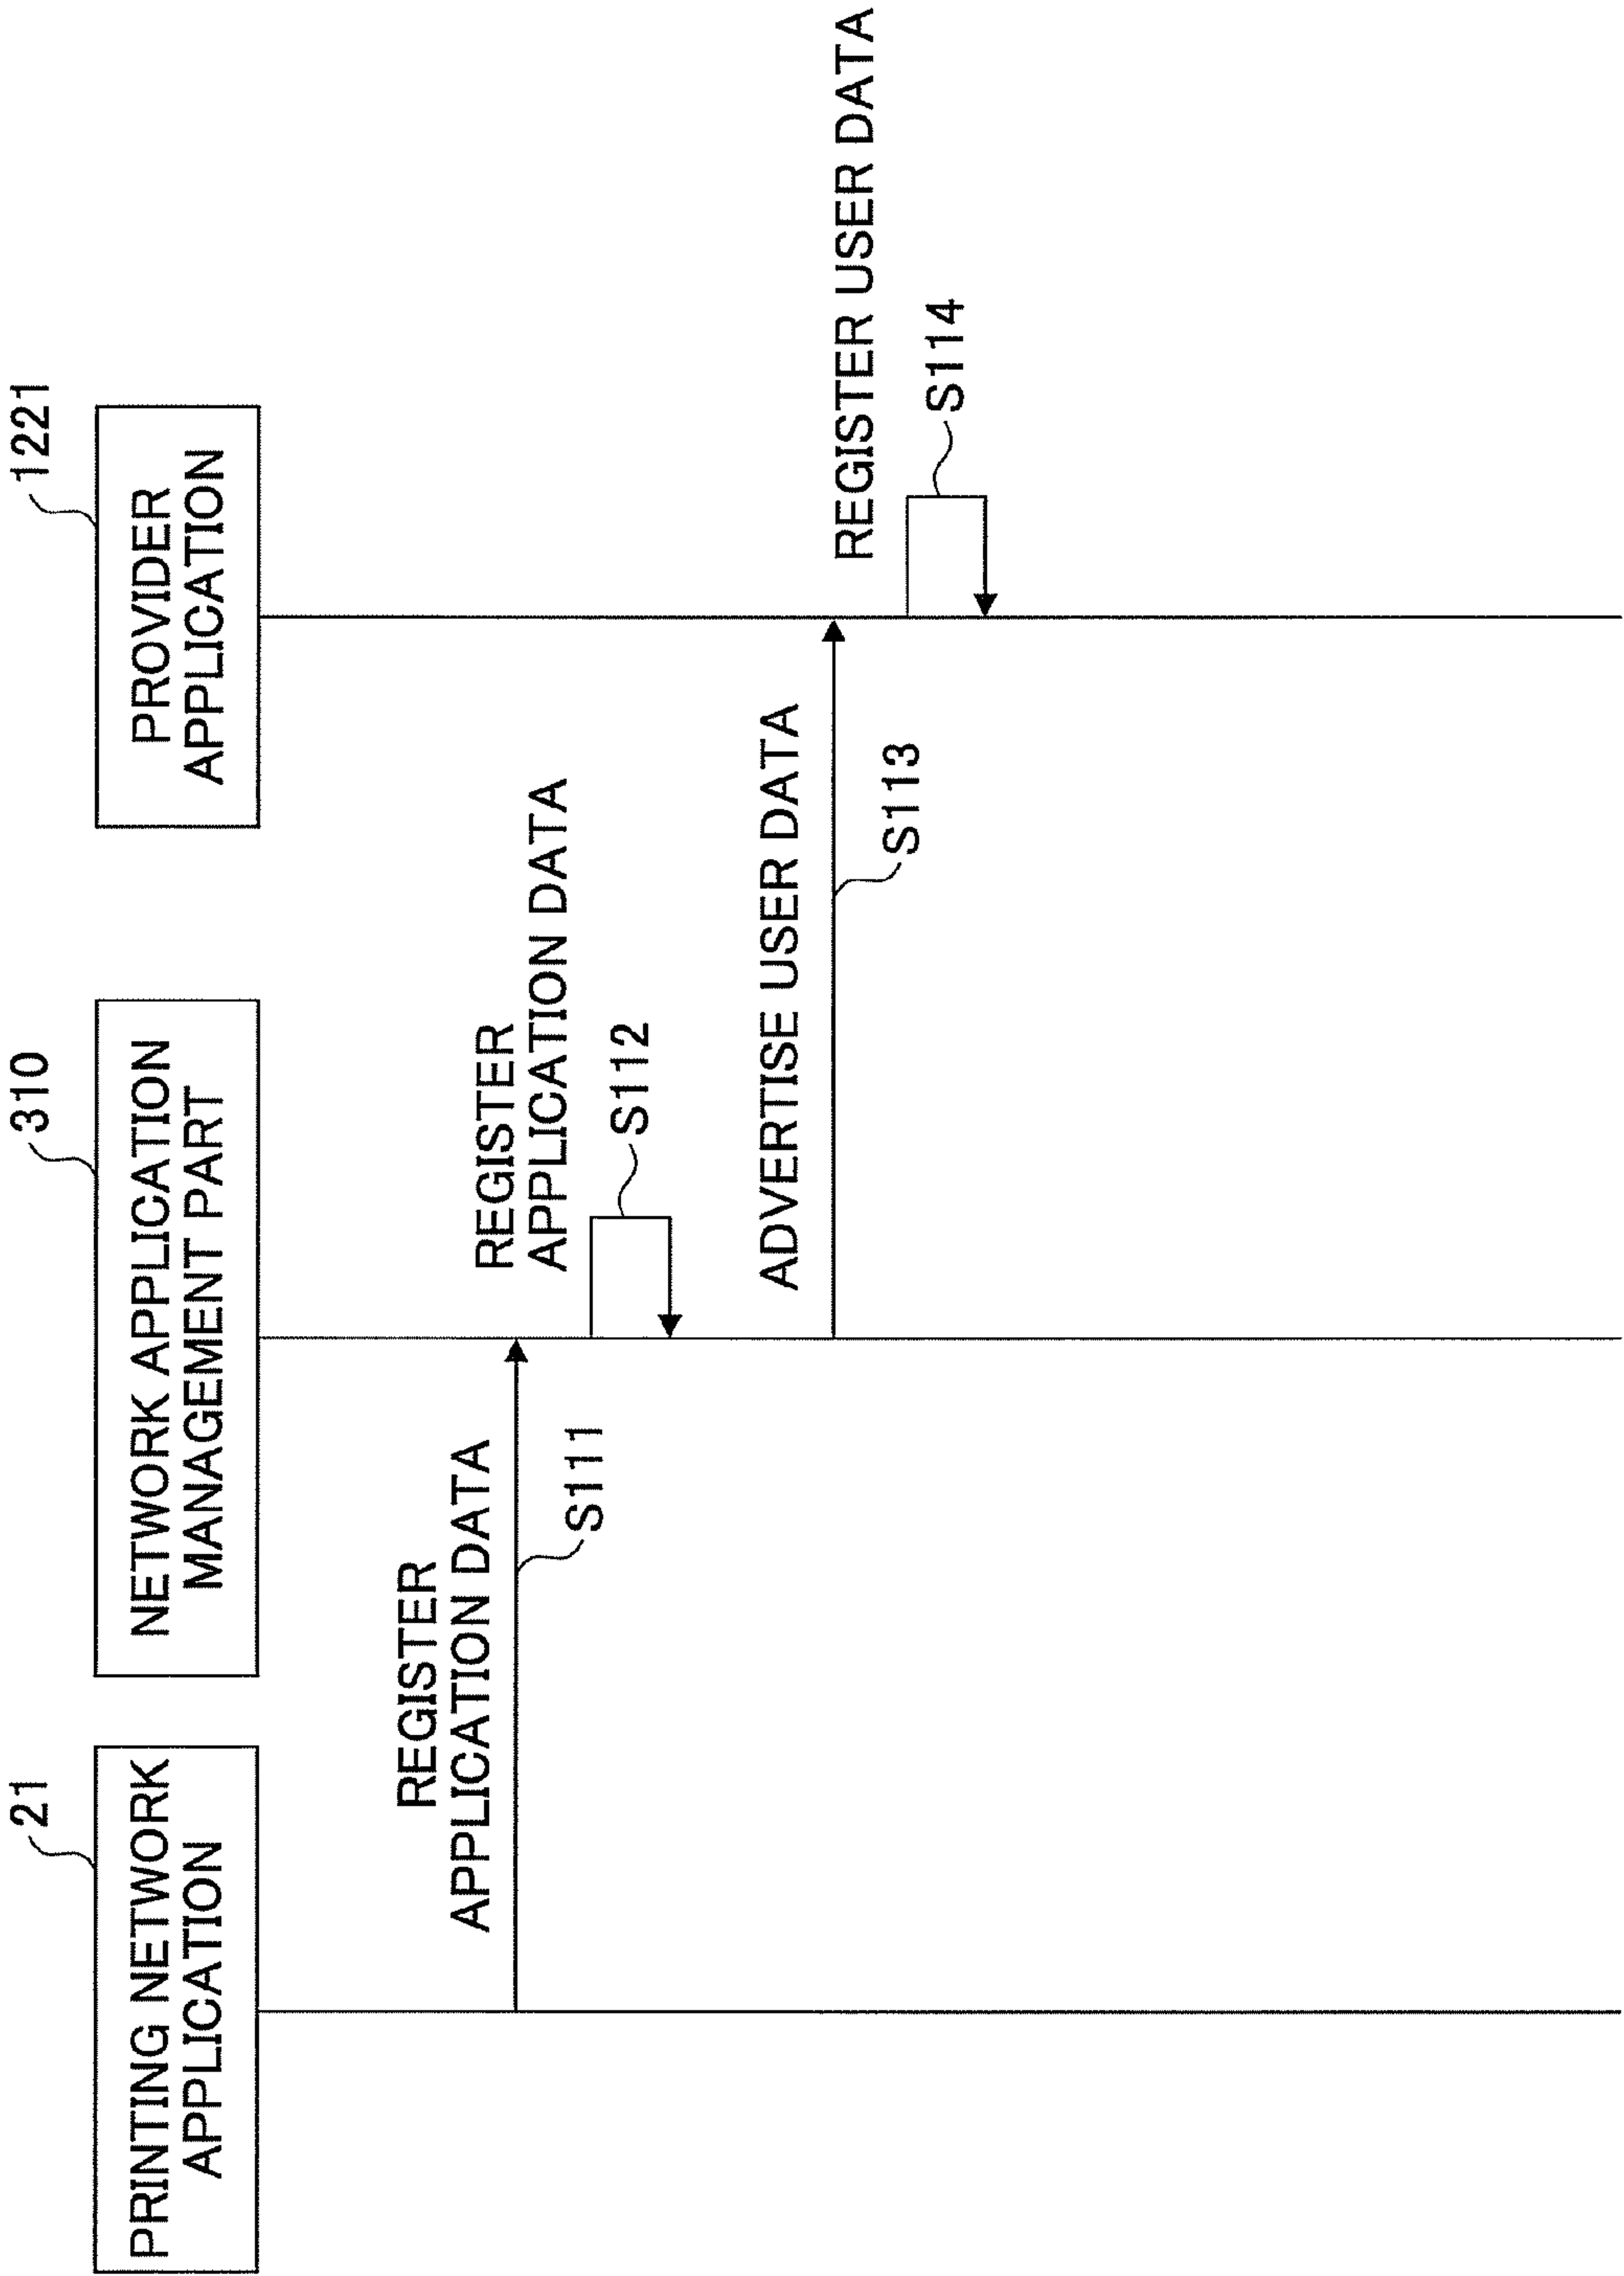 21
PRINTING NETWORK
APPLICATION
310
NETWORK APPLICATION
MANAGEMENT PART
1221
PROVIDER
APPLICATION
REGISTER
APPLICATION DATA
S111
REGISTER
APPLICATION DATA
S112
ADVERTISE USER DATA
S113
REGISTER USER DATA
S114